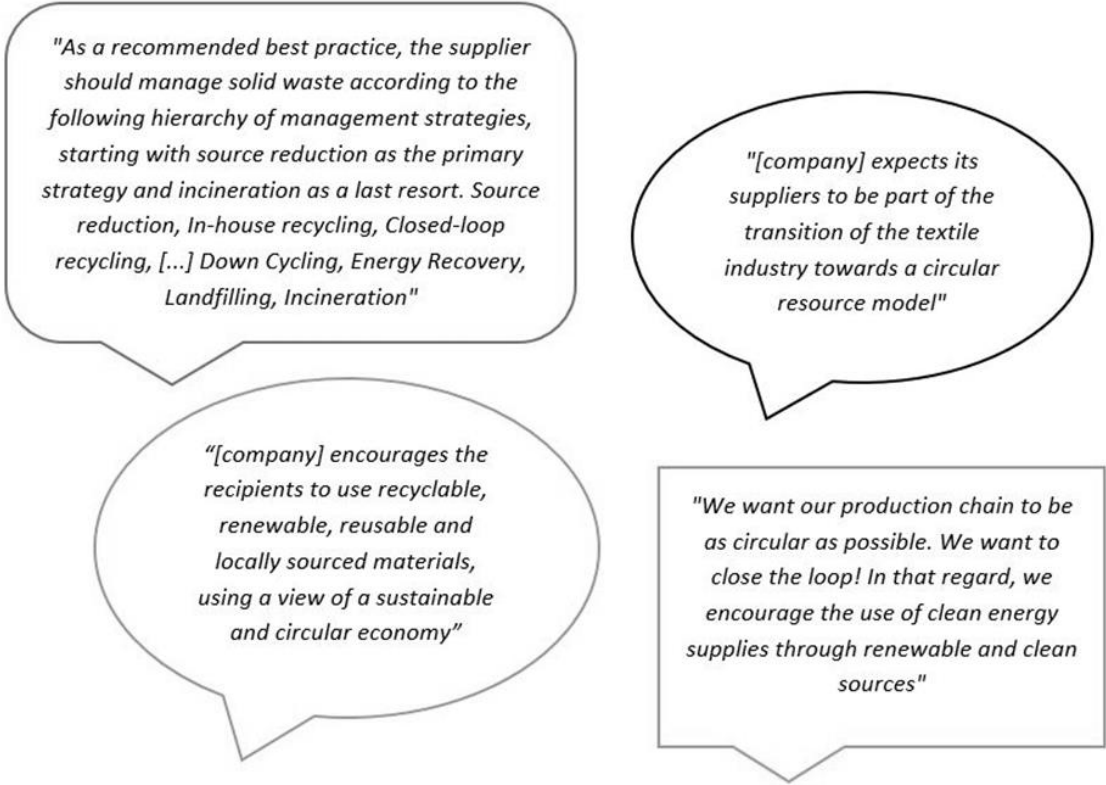 "As a recommended best practice, the supplier
should manage solid waste according to the
following hierarchy of management strategies,
starting with source reduction as the primary
strategy and incineration as a last resort. Source
reduction, In-house recycling, Closed-loop
recycling, [...] Down Cycling, Energy Recovery,
Landfilling, Incineration"
"[company] expects its
suppliers to be part of the
transition of the textile
industry towards a circular
resource model"
“[company] encourages the
recipients to use recyclable,
renewable, reusable and
locally sourced materials,
using a view of a sustainable
and circular economy”
"We want our production chain to be
as circular as possible. We want to
close the loop! In that regard, we
encourage the use of clean energy
supplies through renewable and clean
sources"